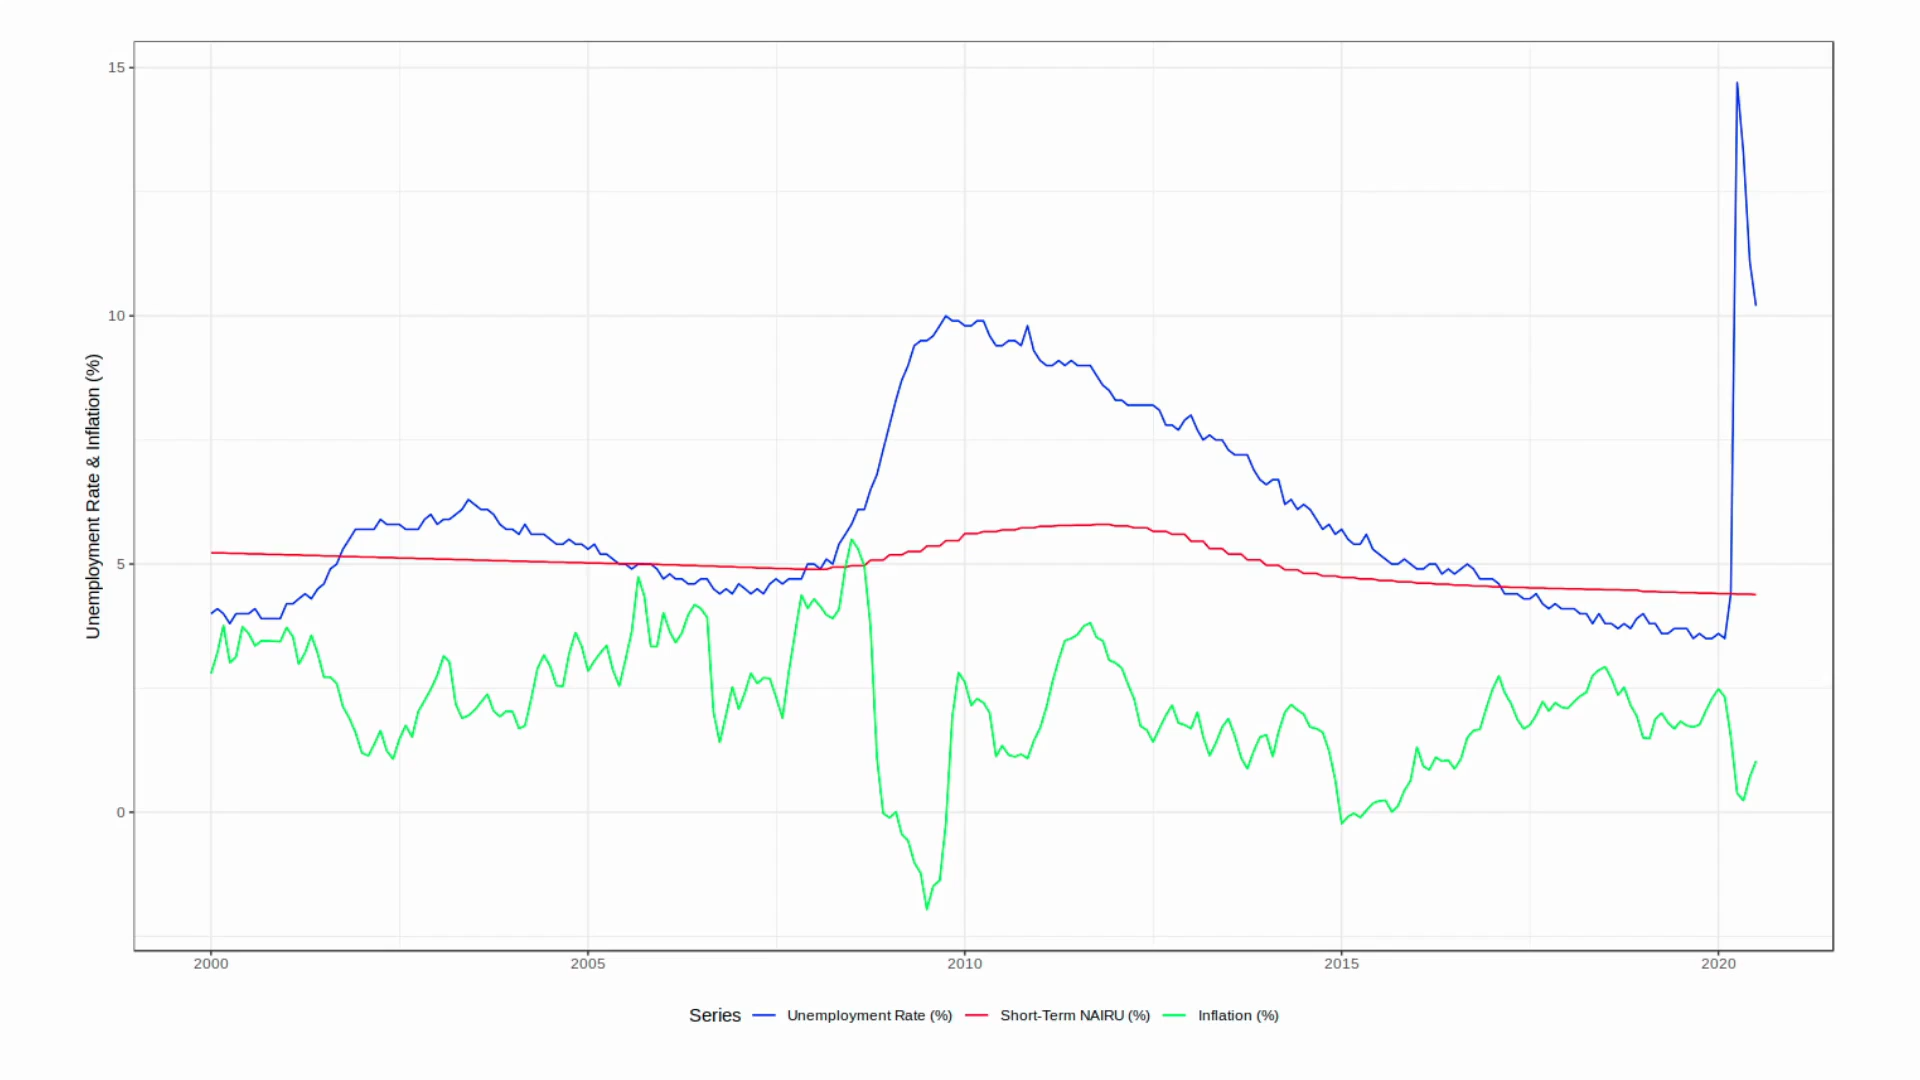 15
10
5
0
Unemployment Rate & Inflation (%)
2000 2005 2010 2015 2020
Series Unemployment Rate (%) Short-Term NAIRU (%) Inflation (%)